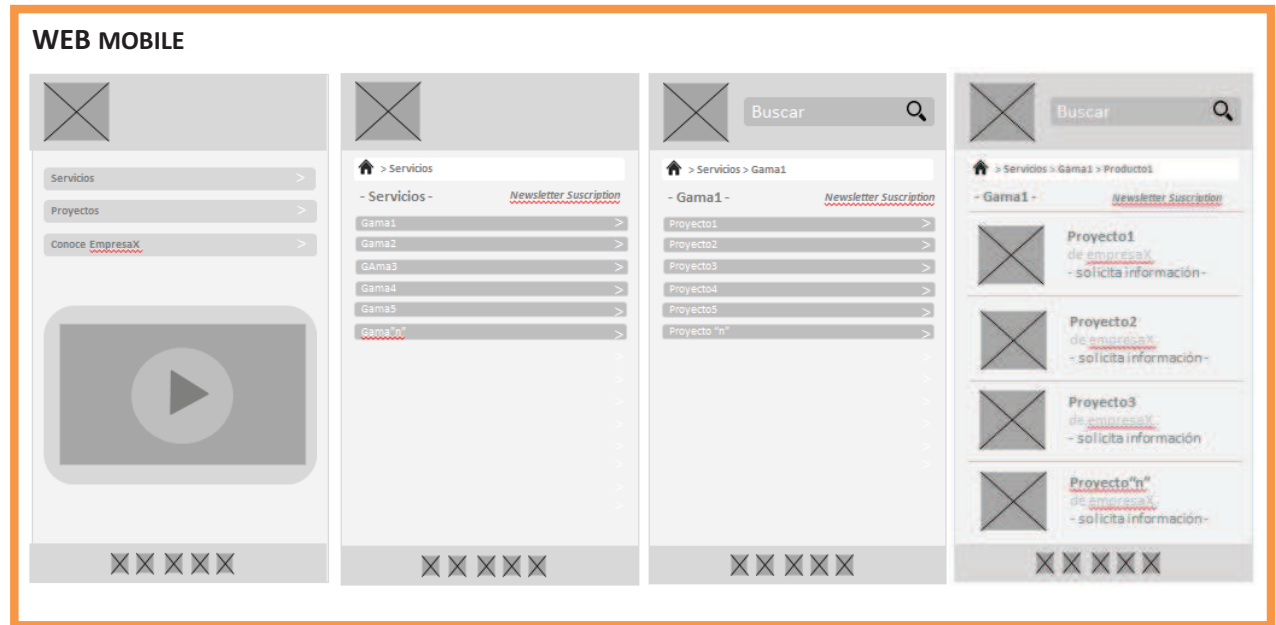 WEB MOBILE
Servicios >
Proyectos >
Conoce EmpresaX >
> Servicios
- Servicios - Newsletter Suscription
Gama1 >
Gama2 >
GAma3 >
Gama4 >
Gama5 >
Gama"n" >
>
>
>
>
>
>
>
>
Buscar
> Servicios > Gama1
- Gama1 - Newsletter Suscription
Proyecto1 >
Proyecto2 >
Proyecto3 >
Proyecto4 >
Proyecto5 >
Proyecto "n" >
>
>
>
>
>
>
Buscar
> Servicios > Gama1 > Producto1
- Gama1 - Newsletter Suscription
Proyecto1
de empresaX
- solicita información -
Proyecto2
de empresaX
- solicita información -
Proyecto3
de empresaX
- solicita información
Proyecto"n"
de empresaX
- solicita información -